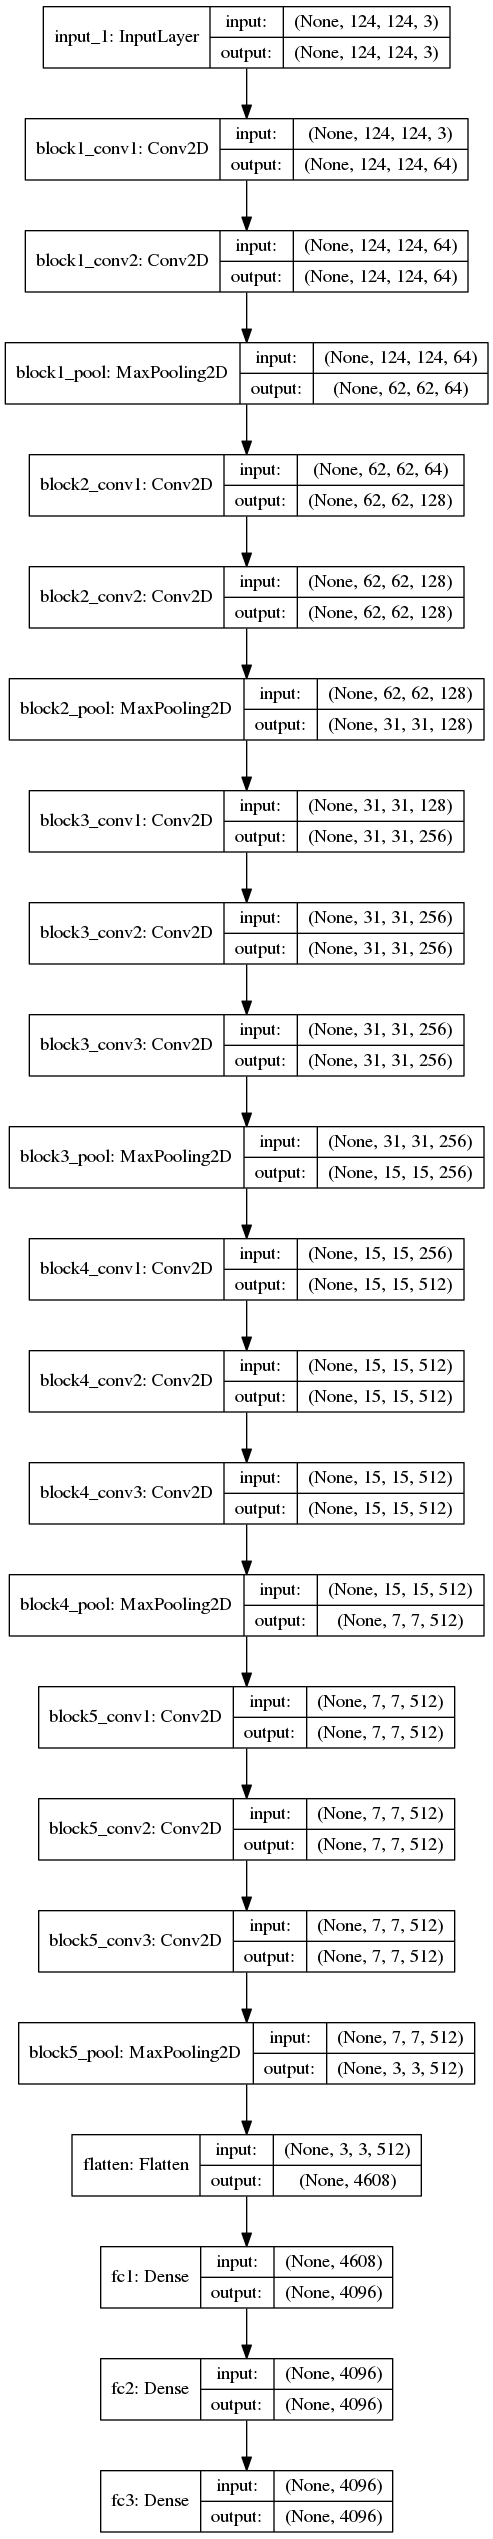 input_1: InputLayer
input: (None, 124, 124, 3)
output: (None, 124, 124, 3)
block1_conv1: Conv2D
input: (None, 124, 124, 3)
output: (None, 124, 124, 64)
block1_conv2: Conv2D
input: (None, 124, 124, 64)
output: (None, 124, 124, 64)
block1_pool: MaxPooling2D
input: (None, 124, 124, 64)
output: (None, 62, 62, 64)
block2_conv1: Conv2D
input: (None, 62, 62, 64)
output: (None, 62, 62, 128)
block2_conv2: Conv2D
input: (None, 62, 62, 128)
output: (None, 62, 62, 128)
block2_pool: MaxPooling2D
input: (None, 62, 62, 128)
output: (None, 31, 31, 128)
block3_conv1: Conv2D
input: (None, 31, 31, 128)
output: (None, 31, 31, 256)
block3_conv2: Conv2D
input: (None, 31, 31, 256)
output: (None, 31, 31, 256)
block3_conv3: Conv2D
input: (None, 31, 31, 256)
output: (None, 31, 31, 256)
block3_pool: MaxPooling2D
input: (None, 31, 31, 256)
output: (None, 15, 15, 256)
block4_conv1: Conv2D
input: (None, 15, 15, 256)
output: (None, 15, 15, 512)
block4_conv2: Conv2D
input: (None, 15, 15, 512)
output: (None, 15, 15, 512)
block4_conv3: Conv2D
input: (None, 15, 15, 512)
output: (None, 15, 15, 512)
block4_pool: MaxPooling2D
input: (None, 15, 15, 512)
output: (None, 7, 7, 512)
block5_conv1: Conv2D
input: (None, 7, 7, 512)
output: (None, 7, 7, 512)
block5_conv2: Conv2D
input: (None, 7, 7, 512)
output: (None, 7, 7, 512)
block5_conv3: Conv2D
input: (None, 7, 7, 512)
output: (None, 7, 7, 512)
block5_pool: MaxPooling2D
input: (None, 7, 7, 512)
output: (None, 3, 3, 512)
flatten: Flatten
input: (None, 3, 3, 512)
output: (None, 4608)
fc1: Dense
input: (None, 4608)
output: (None, 4096)
fc2: Dense
input: (None, 4096)
output: (None, 4096)
fc3: Dense
input: (None, 4096)
output: (None, 4096)